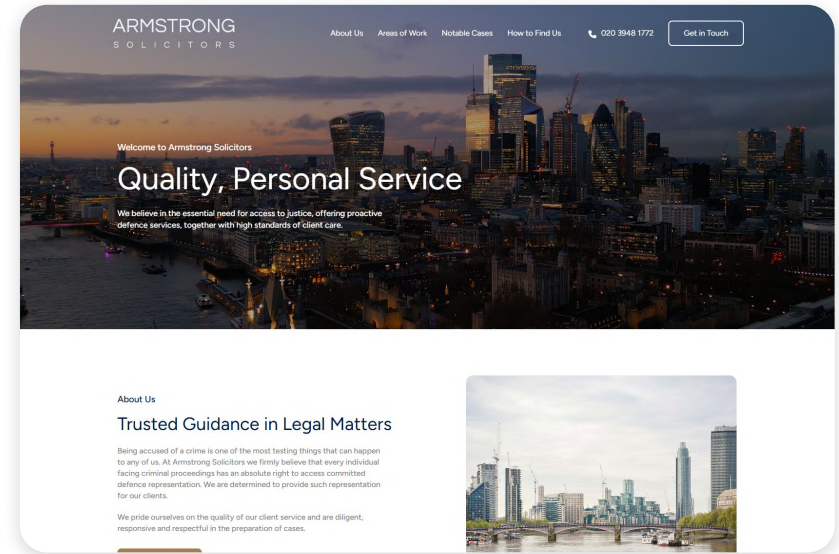 ARMSTRONG
SOLICITORS
About Us
Areas of Work
Notable Cases
How to Find Us
020 3948 1772
Get in Touch
Welcome to Armstrong Solicitors
Quality, Personal Service
We believe in the essential need for access to justice, offering proactive
defence services, together with high standards of client care.
About Us
Trusted Guidance in Legal Matters
Being accused of a crime is one of the most testing things that can happen
to any of us. At Armstrong Solicitors we firmly believe that every individual
facing criminal proceedings has an absolute right to access committed
defence representation. We are determined to provide such representation
for our clients.
We pride ourselves on the quality of our client service and are diligent,
responsive and respectful in the preparation of cases.